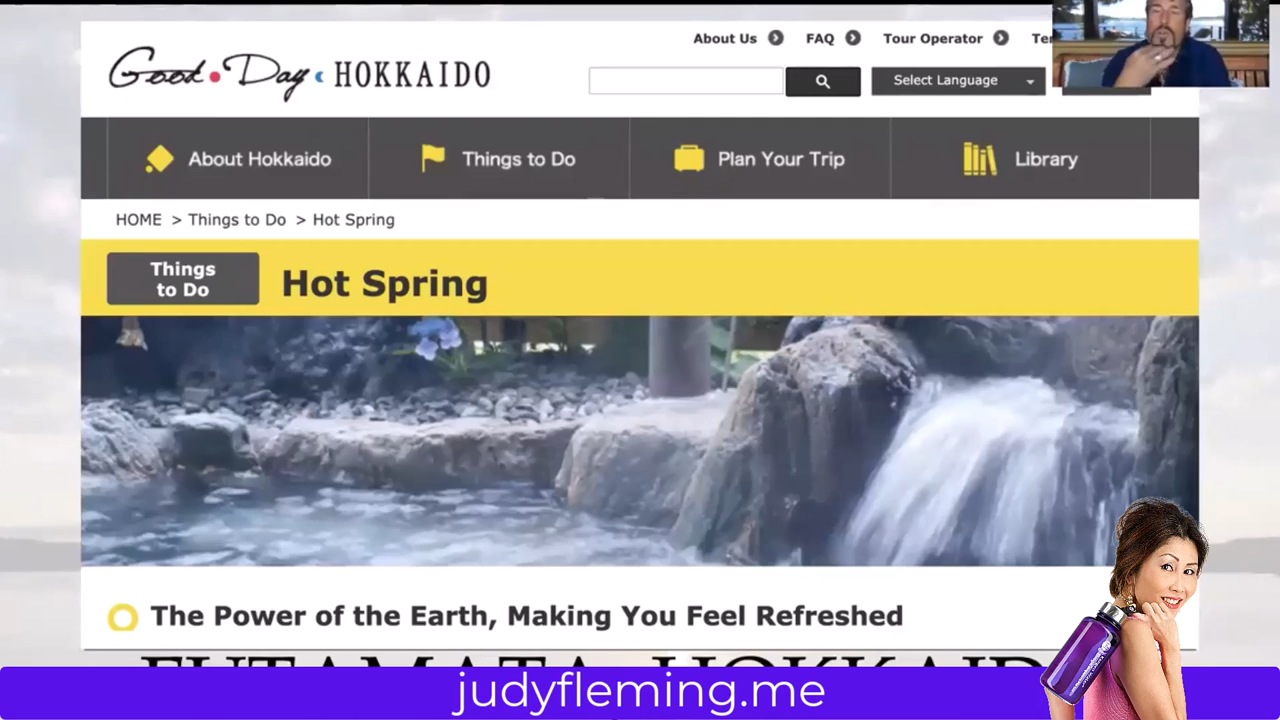 About Us
FAQ
Tour Operator
Good Day HOKKAIDO
Select Language
About Hokkaido
Things to Do
Plan Your Trip
Library
HOME > Things to Do > Hot Spring
Things
to Do
Hot Spring
The Power of the Earth, Making You Feel Refreshed
judyfleming.me